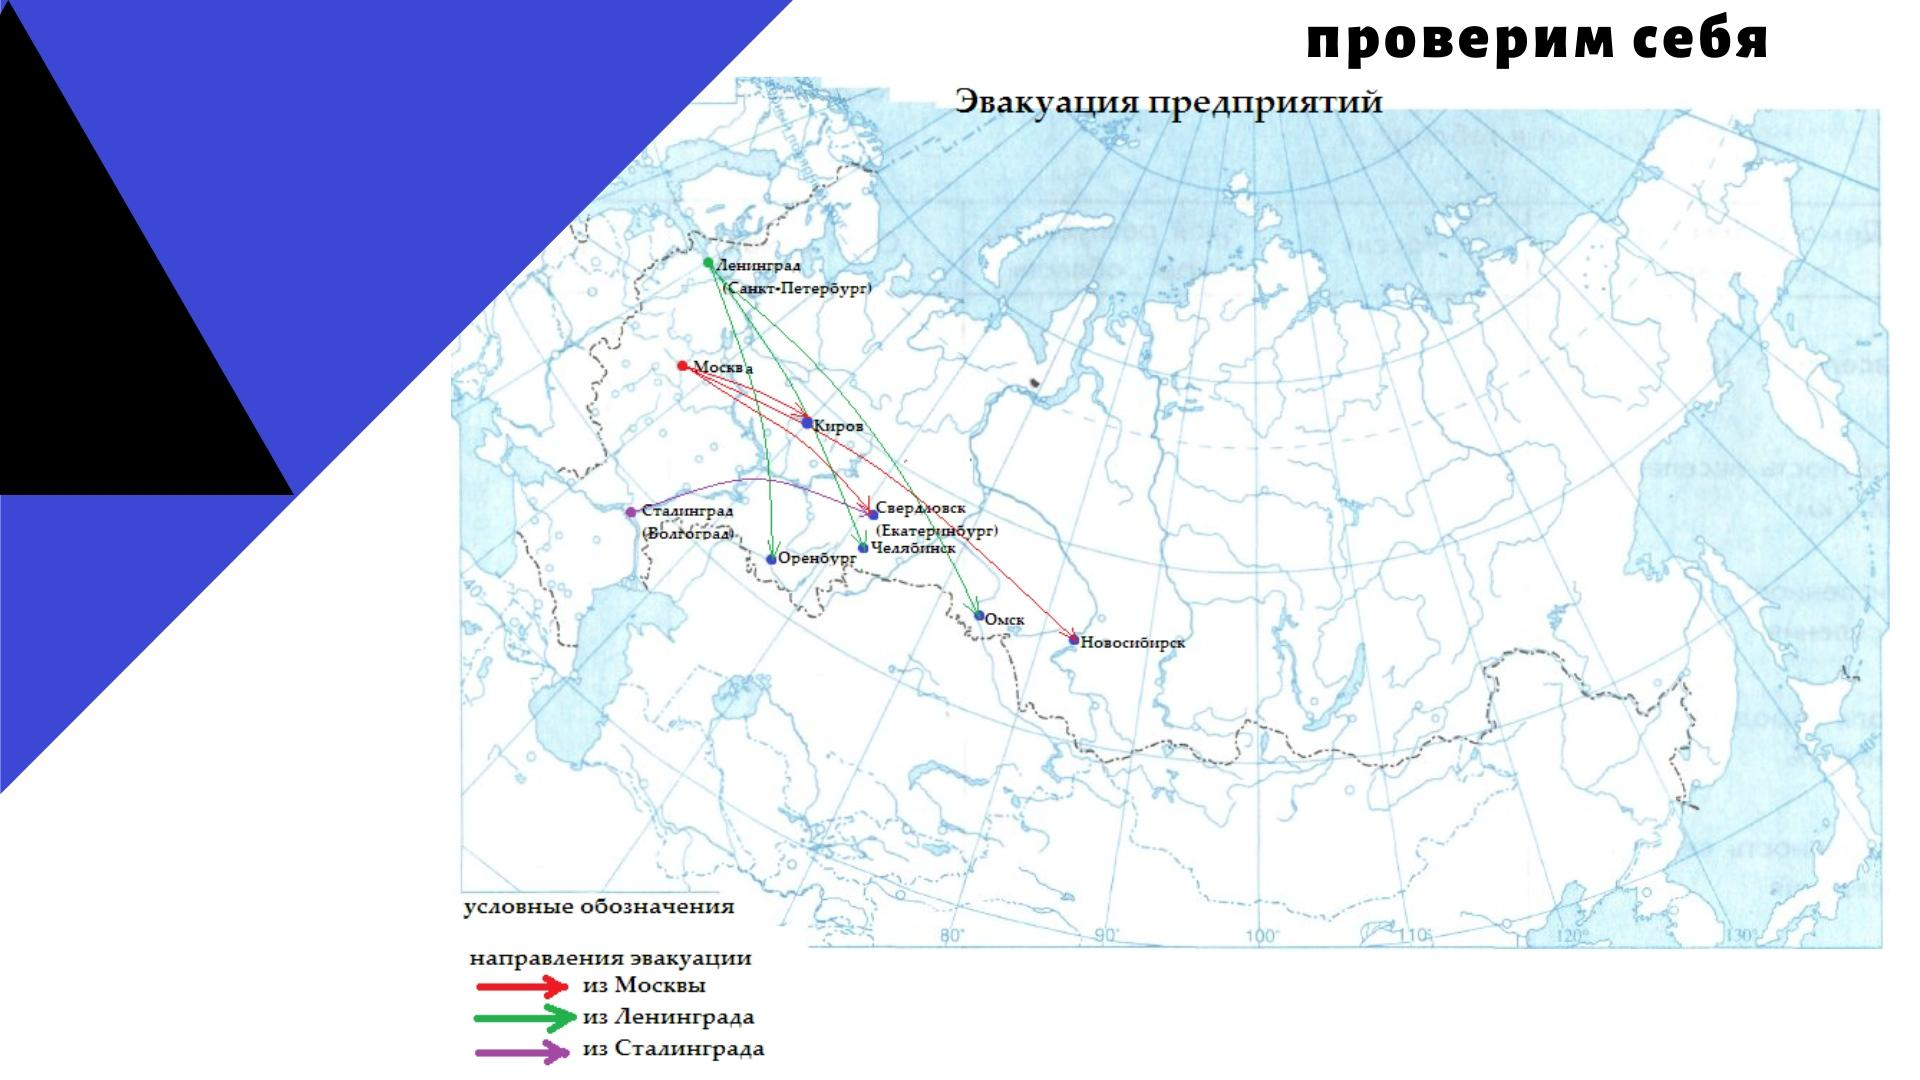 проверим себя
Эвакуация предприятий
Ленинград
(Санкт-Петербург)
Москва
Киров
Сталинград
(Волгоград)
Свердловск
(Екатеринбург)
Челябинск
Оренбург
Омск
Новосибирск
80°
90°
100°
110°
120°
130°
условные обозначения
направления эвакуации
из Москвы
из Ленинграда
из Сталинграда